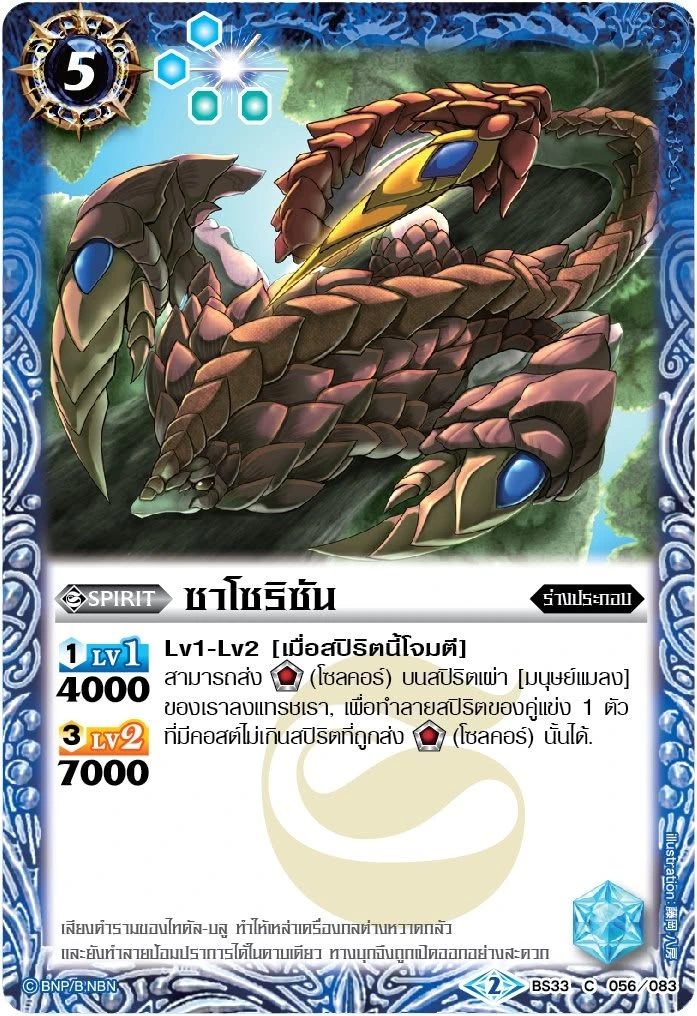 5
SPIRIT
ซาโซริซัน
ร่างประกอบ
1 LV1
4000
3 LV2
7000
Lv1-Lv2 [เมื่อสปิริตนี้โจมตี]
สามารถส่ง (โซลคอร์) บนสปิริตเผ่า [มนุษย์แมลง]
ของเราลงแทรชเรา, เพื่อทำลายสปิริตของคู่แข่ง 1 ตัว
ที่มีคอสต์ไม่เกินสปิริตที่ถูกส่ง (โซลคอร์) นั้นได้.
เสียงคำรามของไทดัล-บลู ทำให้เหล่าเครื่องกลต่างหวาดกลัว
และยังทำลายป้อมปราการได้ในดาบเดียว ทางบุกจึงถูกเปิดออกอย่างสะดวก
illustration : 藤岡 八房
©BNP/B,NBN
2
BS33 C 056/083